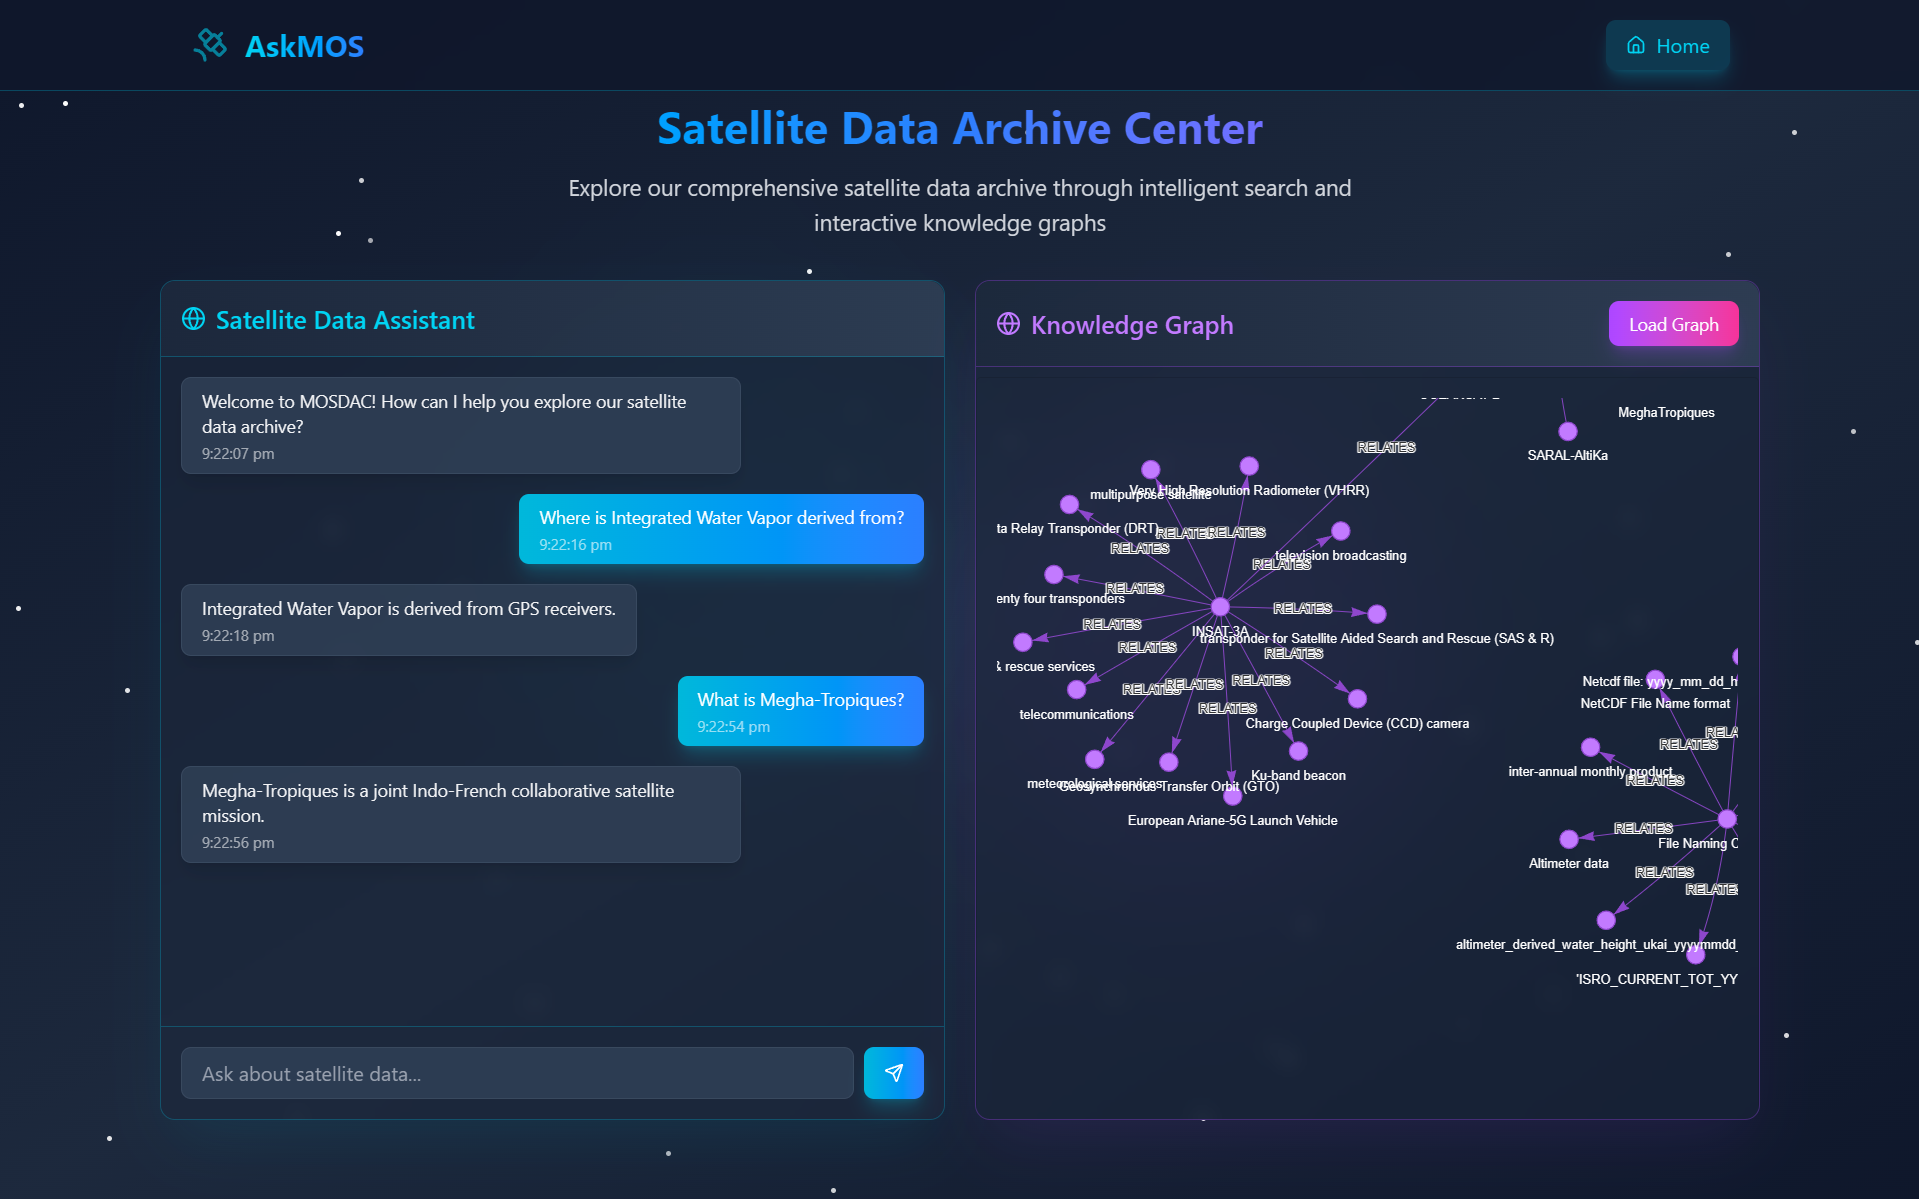 AskMOS
Home
Satellite Data Archive Center
Explore our comprehensive satellite data archive through intelligent search and
interactive knowledge graphs
Satellite Data Assistant
Welcome to MOSDAC! How can I help you explore our satellite
data archive?
9:22:07 pm
Where is Integrated Water Vapor derived from?
9:22:16 pm
Integrated Water Vapor is derived from GPS receivers.
9:22:18 pm
What is Megha-Tropiques?
9:22:54 pm
Megha-Tropiques is a joint Indo-French collaborative satellite
mission.
9:22:56 pm
Ask about satellite data...
Knowledge Graph
Load Graph
MeghaTropiques
RELATES
SARAL-AltiKa
Very High Resolution Radiometer (VHRR)
multipurpose satellite
ta Relay Transponder (DRT)
RELATES
RELATES
RELATES
television broadcasting
RELATES
RELATES
enty four transponders
RELATES
RELATES
INSAT-3A
transponder for Satellite Aided Search and Rescue (SAS & R)
RELATES
RELATES
& rescue services
RELATES
RELATES
RELATES
telecommunications
RELATES
Charge Coupled Device (CCD) camera
Ku-band beacon
meteorological services
Geosynchronous Transfer Orbit (GTO)
European Ariane-5G Launch Vehicle
Netcdf file: yyyy_mm_dd_h
NetCDF File Name format
RELA
RELATES
inter-annual monthly product
RELATES
RELATES
File Naming C
Altimeter data
RELATES
RELATES
altimeter_derived_water_height_ukai_yyyymmdd_
'ISRO_CURRENT_TOT_YY